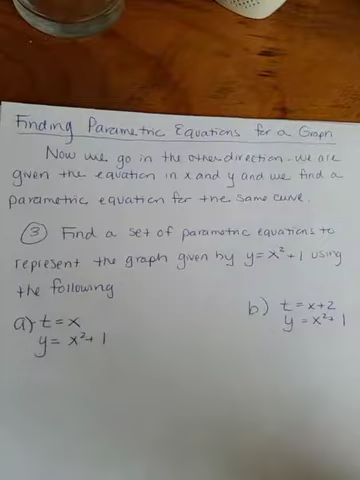 Finding Parametric Equations for a Graph
Now we go in the other direction. We are
given the equation in x and y and we find a
parametric equation for the same curve.
③ Find a set of parametric equations to
represent the graph given by y=x²+1 using
the following
a) t=x
y= x²+1
b) t=x+2
y=x²+1